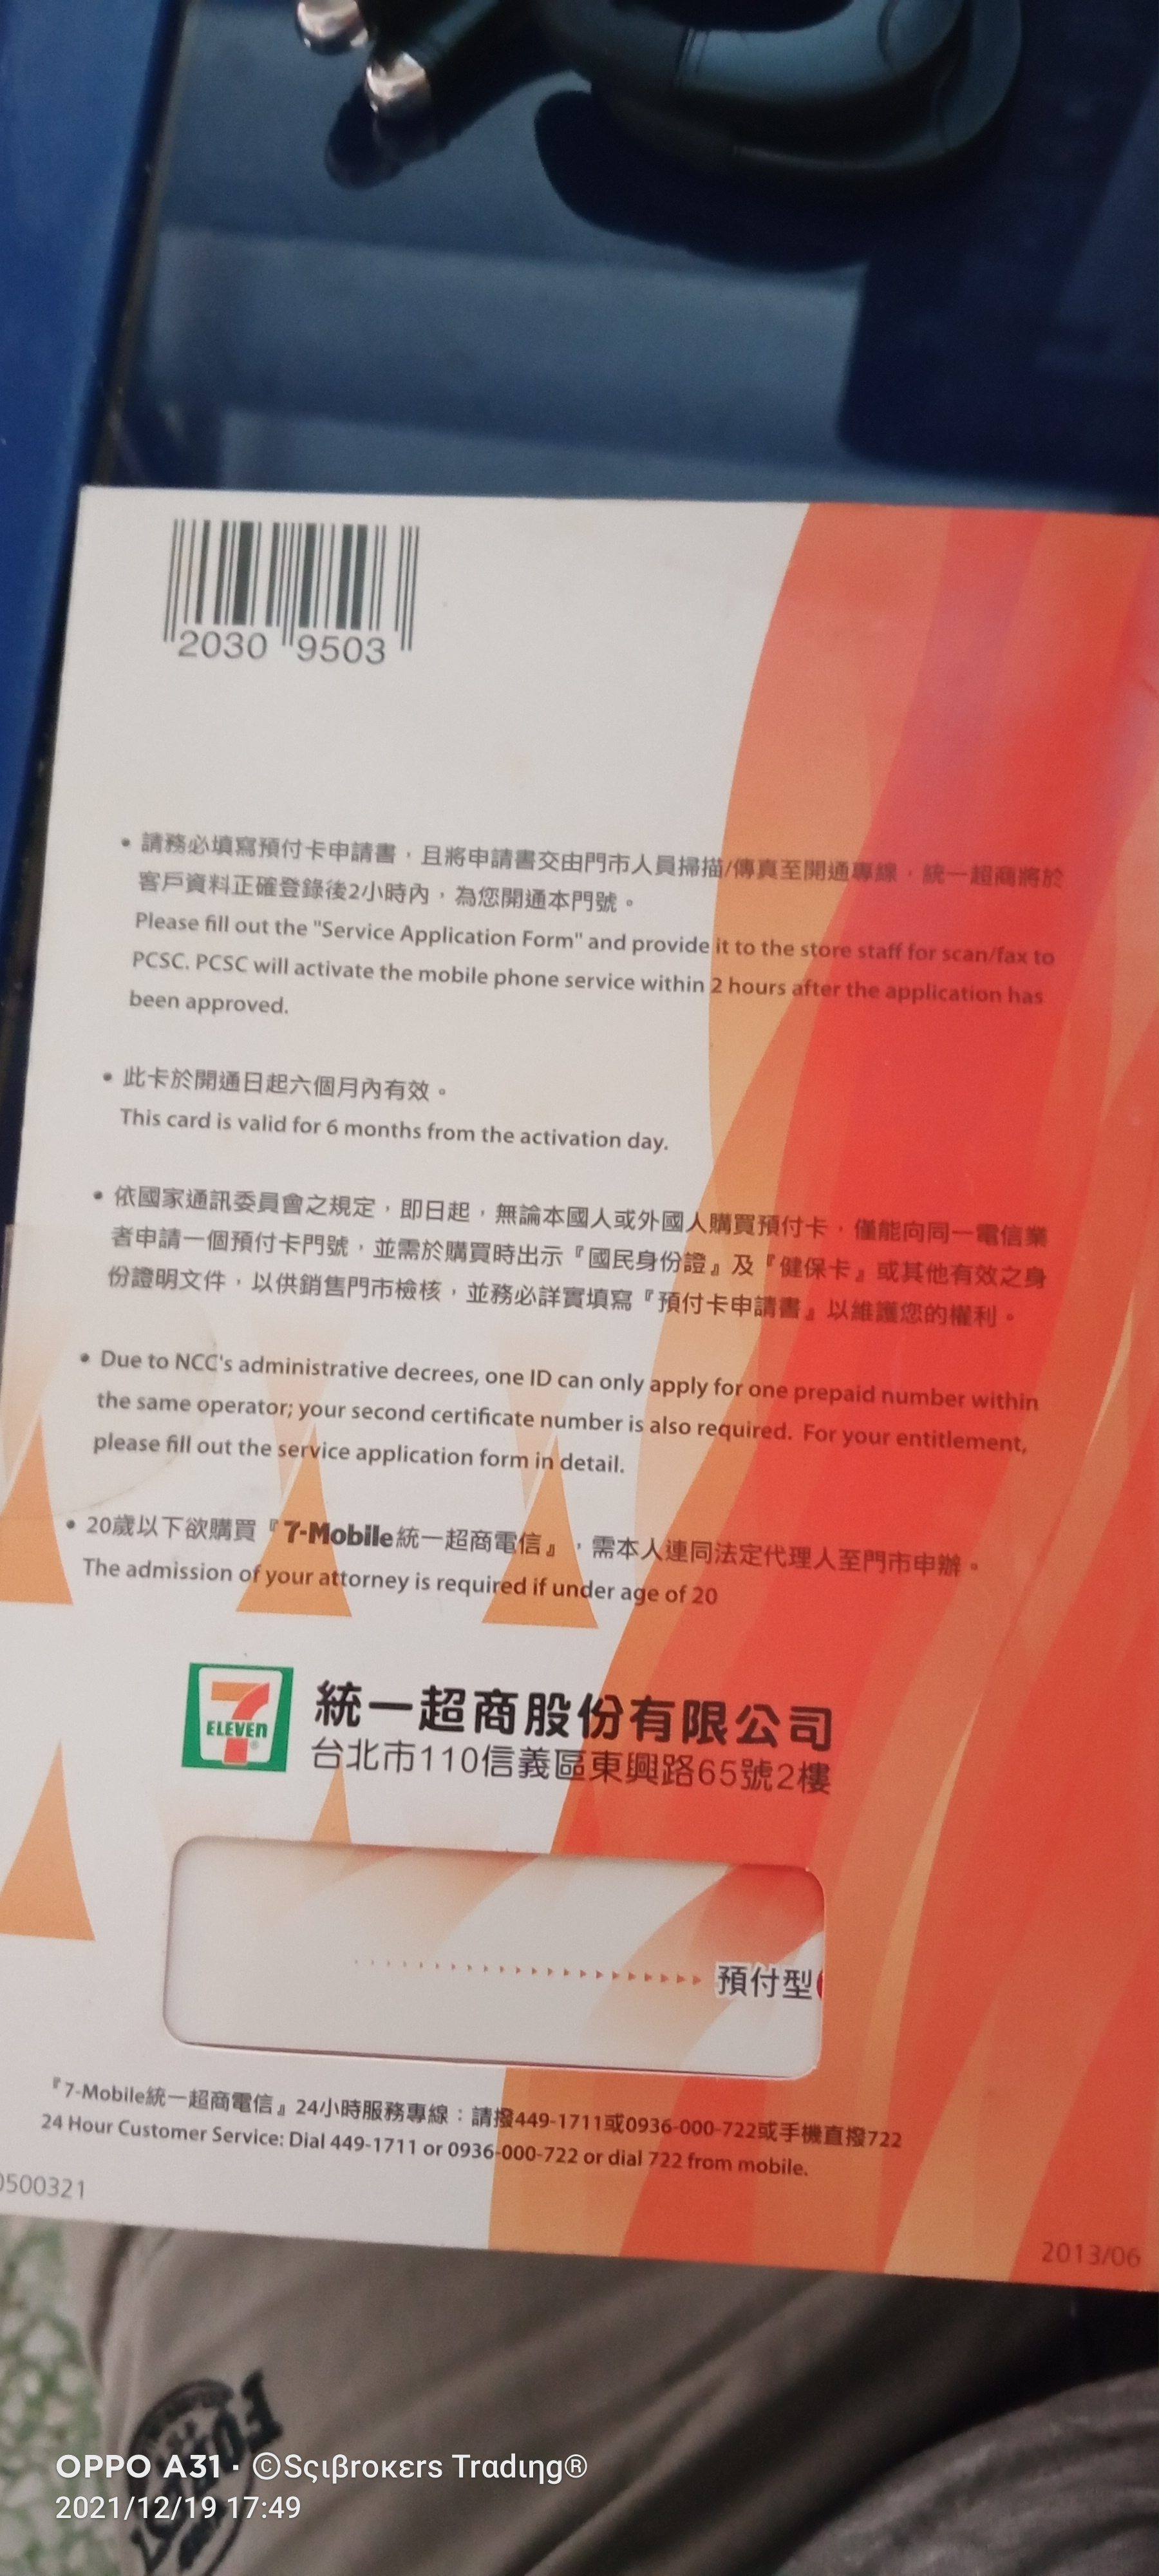 2030 9503
• 請務必填寫預付卡申請書，且將申請書交由門市人員掃描/傳真至開通專線，統一超商將於
客戶資料正確登錄後2小時內，為您開通本門號。
Please fill out the "Service Application Form" and provide it to the store staff for scan/fax to
PCSC. PCSC will activate the mobile phone service within 2 hours after the application has
been approved.
• 此卡於開通日起六個月內有效。
This card is valid for 6 months from the activation day.
• 依國家通訊委員會之規定，即日起，無論本國人或外國人購買預付卡，僅能向同一電信業
者申請一個預付卡門號，並需於購買時出示『國民身份證』及『健保卡』或其他有效之身
份證明文件，以供銷售門市檢核，並務必詳實填寫『預付卡申請書』以維護您的權利。
• Due to NCC's administrative decrees, one ID can only apply for one prepaid number within
the same operator; your second certificate number is also required. For your entitlement,
please fill out the service application form in detail.
• 20歲以下欲購買『7-Mobile統一超商電信』，需本人連同法定代理人至門市申辦。
The admission of your attorney is required if under age of 20
7 ELEVEn ®
統一超商股份有限公司
台北市110信義區東興路65號2樓
預付型
『7-Mobile統一超商電信』24小時服務專線：請撥449-1711或0936-000-722或手機直撥722
24 Hour Customer Service: Dial 449-1711 or 0936-000-722 or dial 722 from mobile.
0500321
2013/06
OPPO A31 · ©Sςιβrοκεrs Trαdιηg®
2021/12/19 17:49